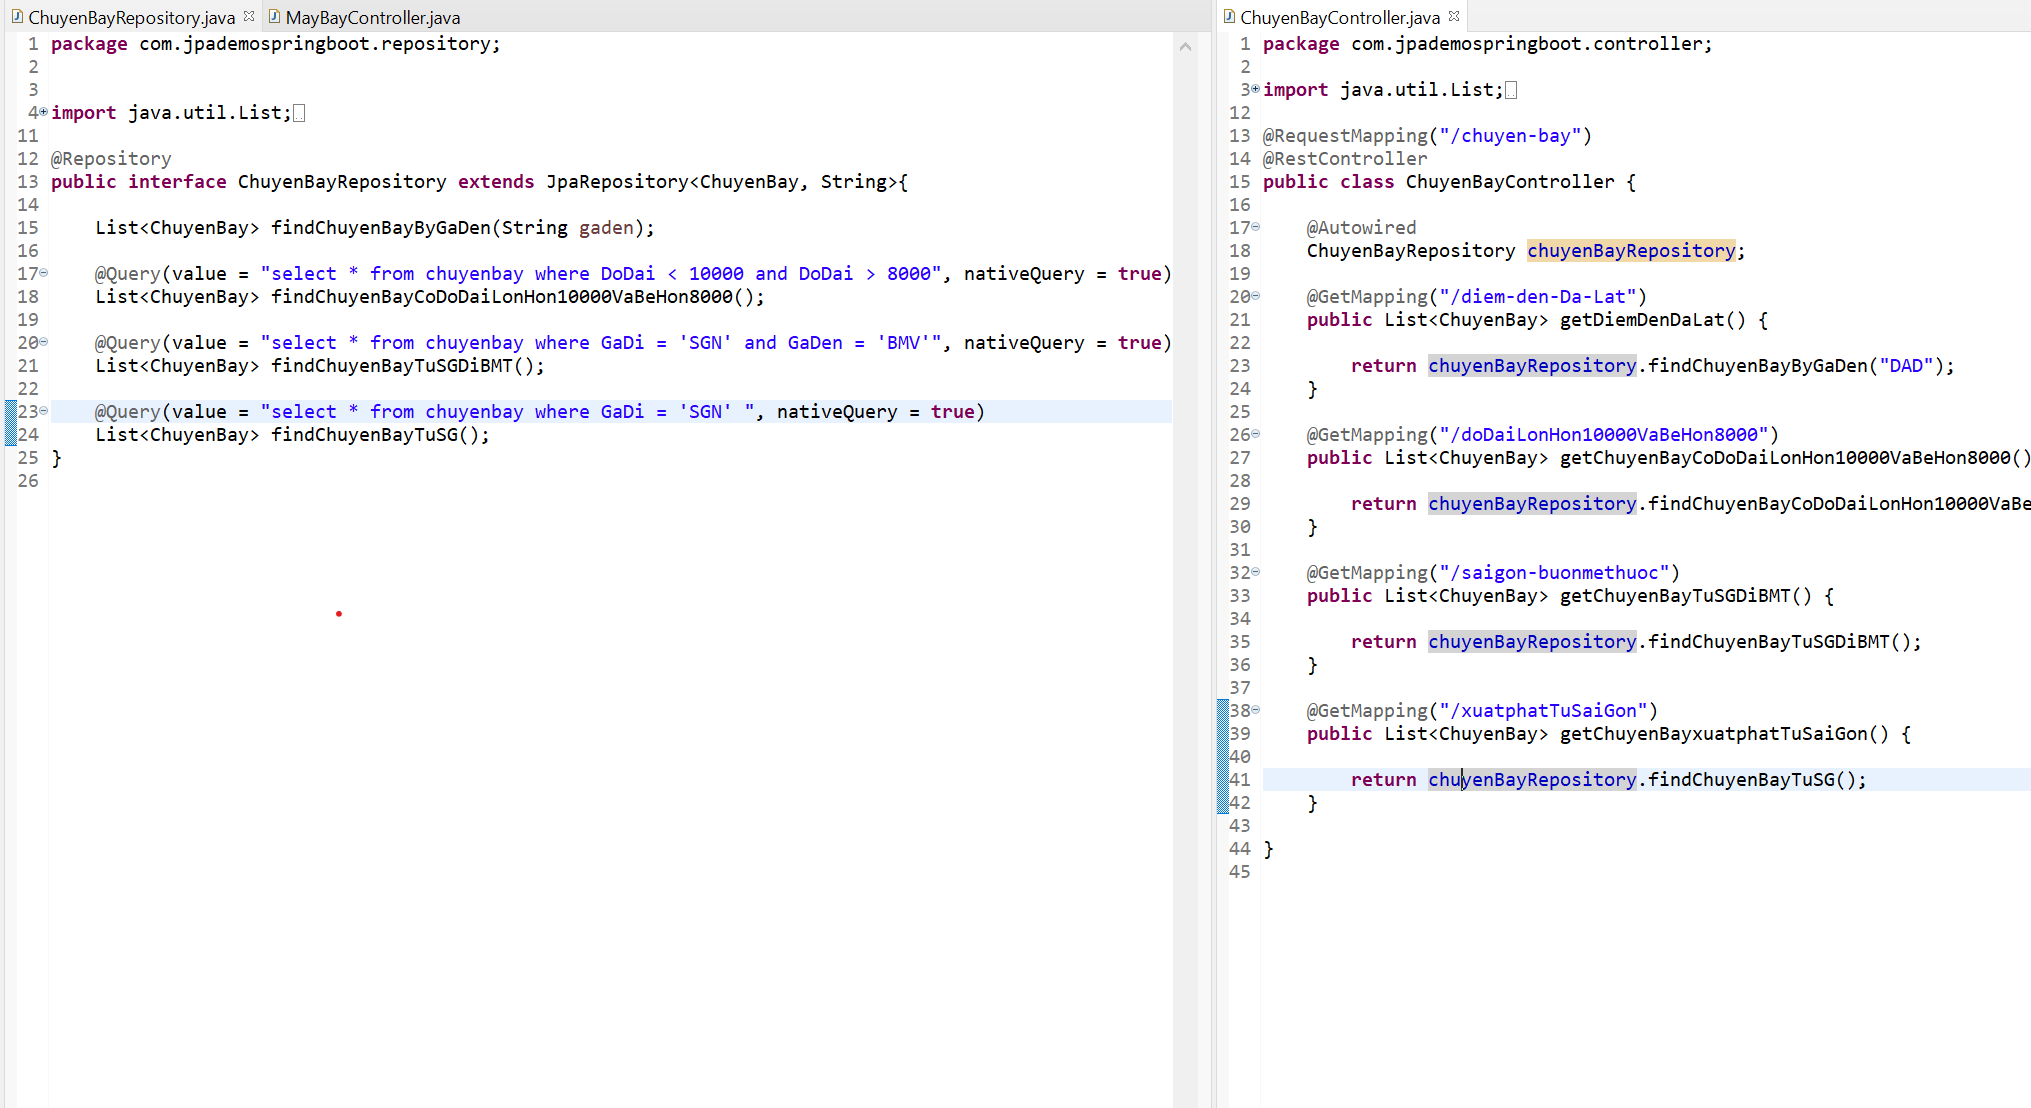 ChuyenBayRepository.java
MayBayController.java
1 package com.jpademospringboot.repository;
2
3
4 import java.util.List;
11
12 @Repository
13 public interface ChuyenBayRepository extends JpaRepository<ChuyenBay, String>{
14
15 List<ChuyenBay> findChuyenBayByGaDen(String gaden);
16
17 @Query(value = "select * from chuyenbay where DoDai < 10000 and DoDai > 8000", nativeQuery = true)
18 List<ChuyenBay> findChuyenBayCoDoDaiLonHon10000VaBeHon8000();
19
20 @Query(value = "select * from chuyenbay where GaDi = 'SGN' and GaDen = 'BMV'", nativeQuery = true)
21 List<ChuyenBay> findChuyenBayTuSGDiBMT();
22
23 @Query(value = "select * from chuyenbay where GaDi = 'SGN' ", nativeQuery = true)
24 List<ChuyenBay> findChuyenBayTuSG();
25 }
26
ChuyenBayController.java
1 package com.jpademospringboot.controller;
2
3 import java.util.List;
12
13 @RequestMapping("/chuyen-bay")
14 @RestController
15 public class ChuyenBayController {
16
17 @Autowired
18 ChuyenBayRepository chuyenBayRepository;
19
20 @GetMapping("/diem-den-Da-Lat")
21 public List<ChuyenBay> getDiemDenDaLat() {
22
23 return chuyenBayRepository.findChuyenBayByGaDen("DAD");
24 }
25
26 @GetMapping("/doDaiLonHon10000VaBeHon8000")
27 public List<ChuyenBay> getChuyenBayCoDoDaiLonHon10000VaBeHon8000()
28
29 return chuyenBayRepository.findChuyenBayCoDoDaiLonHon10000VaBe
30 }
31
32 @GetMapping("/saigon-buonmethuoc")
33 public List<ChuyenBay> getChuyenBayTuSGDiBMT() {
34
35 return chuyenBayRepository.findChuyenBayTuSGDiBMT();
36 }
37
38 @GetMapping("/xuatphatTuSaiGon")
39 public List<ChuyenBay> getChuyenBayxuatphatTuSaiGon() {
40
41 return chuyenBayRepository.findChuyenBayTuSG();
42 }
43
44 }
45